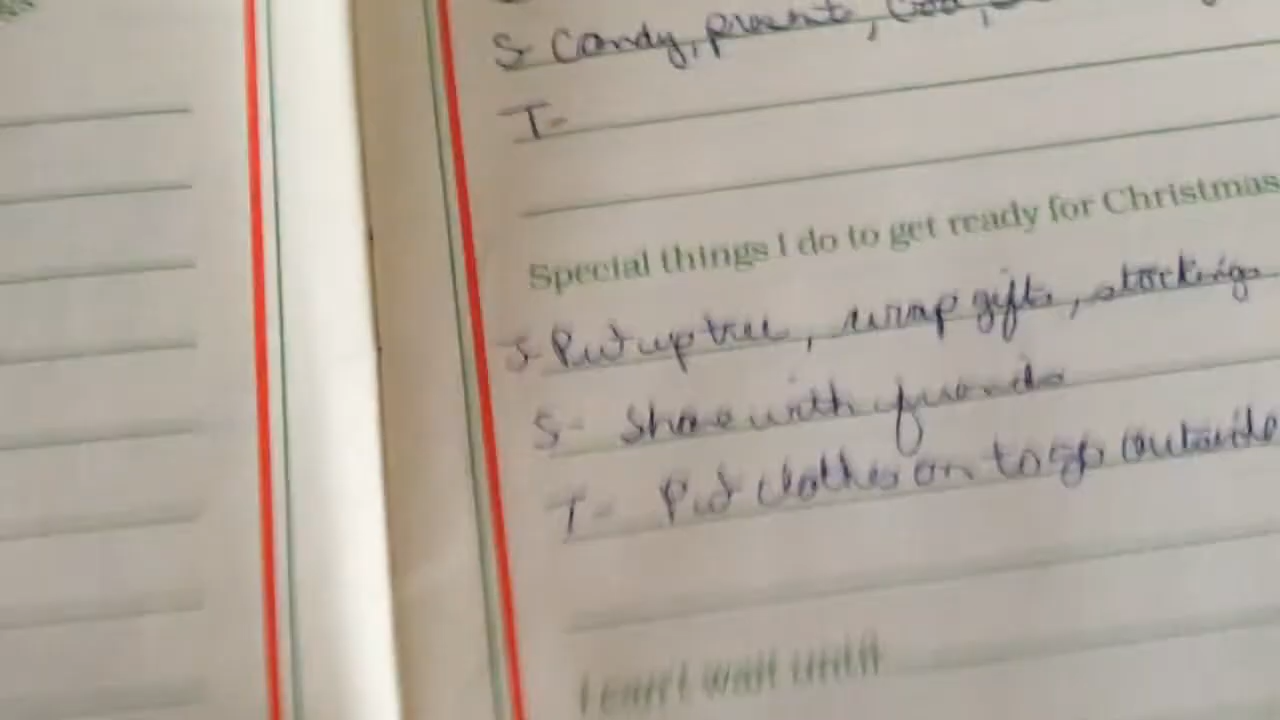 S- Candy, presents,
T-
Special things I do to get ready for Christmas
S- Put up tree, wrap gifts, stockings
S- Share with friends
T- Put clothes on to go outside
I can't wait until